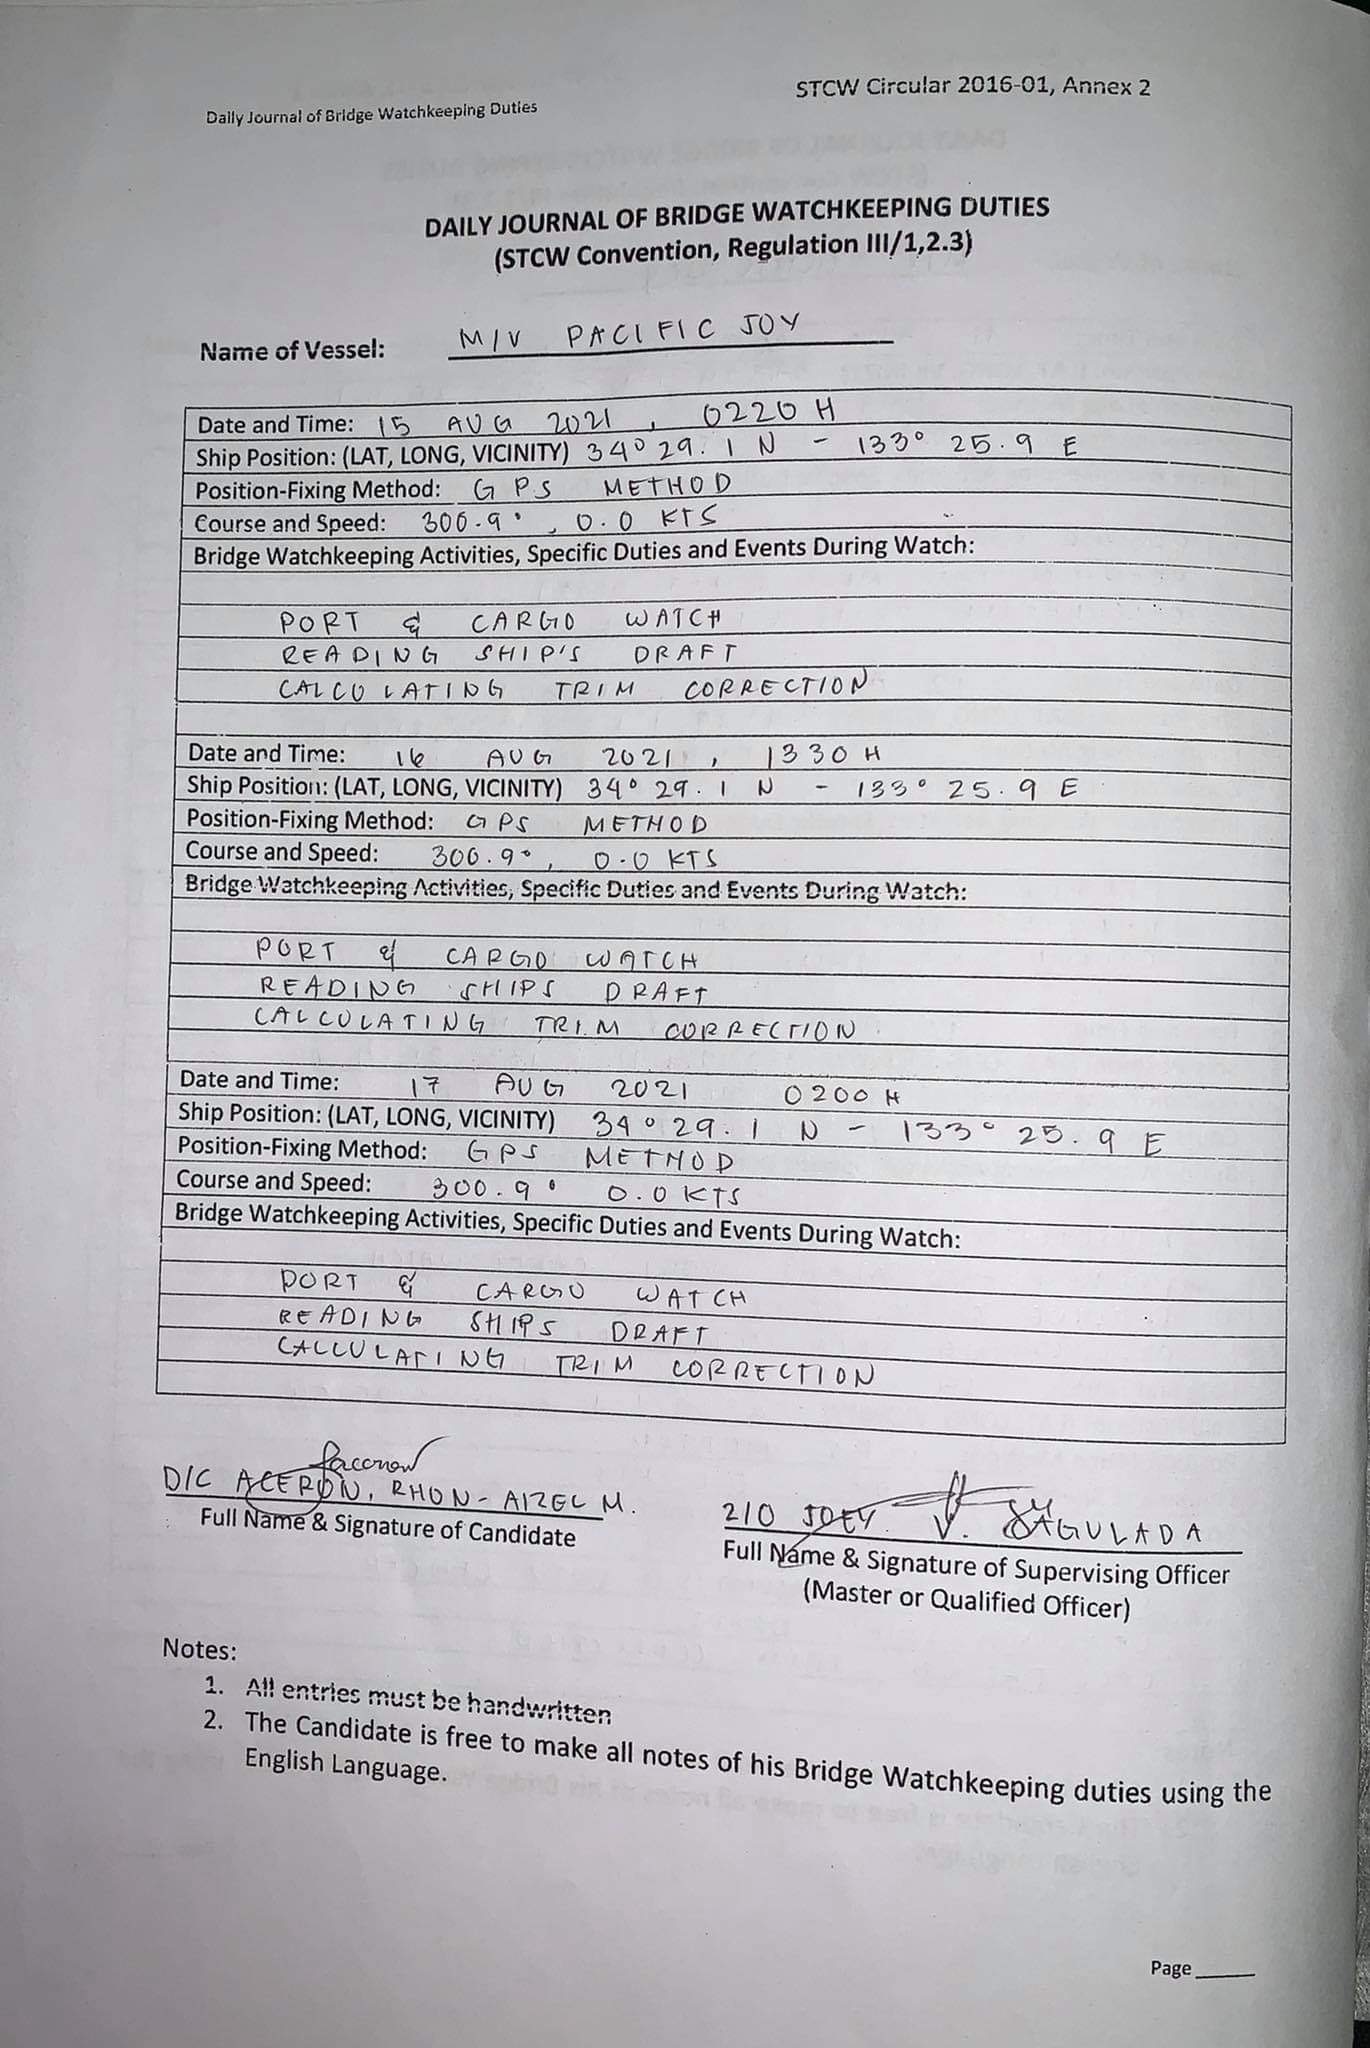 STCW Circular 2016-01, Annex 2
Daily Journal of Bridge Watchkeeping Duties
DAILY JOURNAL OF BRIDGE WATCHKEEPING DUTIES
(STCW Convention, Regulation III/1,2.3)
Name of Vessel: M/V PACIFIC JOY
Date and Time: 15 AUG 2021, 0220 H
Ship Position: (LAT, LONG, VICINITY) 34° 29.1 N - 133° 25.9 E
Position-Fixing Method: GPS METHOD
Course and Speed: 300.9°, 0.0 KTS
Bridge Watchkeeping Activities, Specific Duties and Events During Watch:
PORT & CARGO WATCH
READING SHIP'S DRAFT
CALCULATING TRIM CORRECTION
Date and Time: 16 AUG 2021, 1330 H
Ship Position: (LAT, LONG, VICINITY) 34° 29.1 N - 133° 25.9 E
Position-Fixing Method: GPS METHOD
Course and Speed: 300.9°, 0.0 KTS
Bridge Watchkeeping Activities, Specific Duties and Events During Watch:
PORT & CARGO WATCH
READING SHIPS DRAFT
CALCULATING TRIM CORRECTION
Date and Time: 17 AUG 2021 0200 H
Ship Position: (LAT, LONG, VICINITY) 34° 29.1 N - 133° 25.9 E
Position-Fixing Method: GPS METHOD
Course and Speed: 300.9° 0.0 KTS
Bridge Watchkeeping Activities, Specific Duties and Events During Watch:
PORT & CARGO WATCH
READING SHIPS DRAFT
CALCULATING TRIM CORRECTION
D/C ACERON, RHON-AIZEL M.
Full Name & Signature of Candidate
2/O JOEY V. SAGULADA
Full Name & Signature of Supervising Officer
(Master or Qualified Officer)
Notes:
1. All entries must be handwritten
2. The Candidate is free to make all notes of his Bridge Watchkeeping duties using the
English Language.
Page